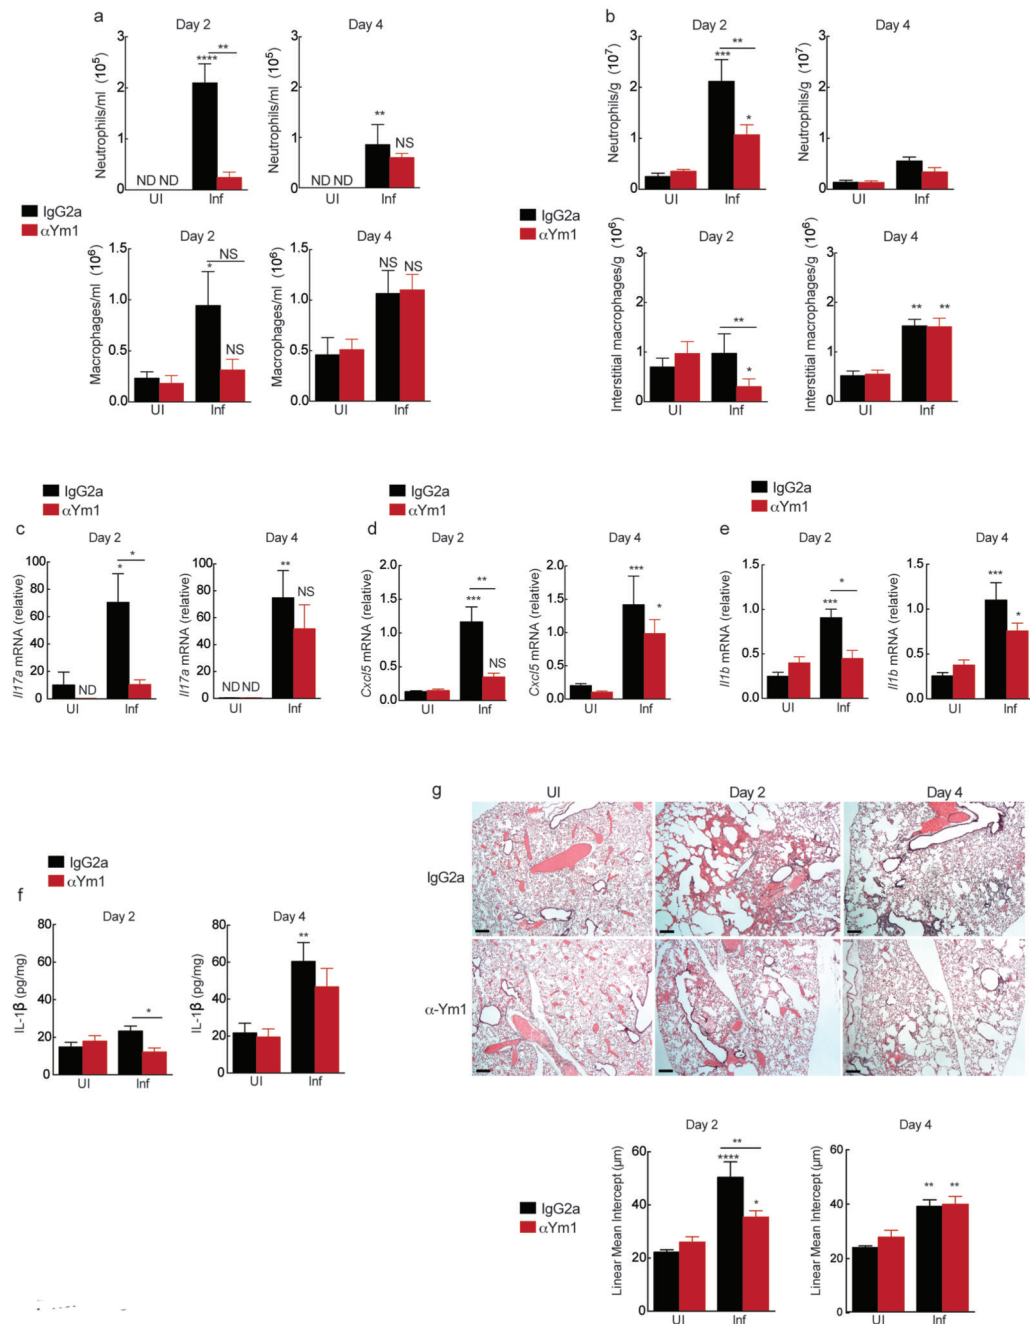 a
Day 2
Day 4
Neutrophils/ml (10⁵)
3
2
1
0
**
****
ND ND
UI
Inf
Neutrophils/ml (10⁵)
3
2
1
0
**
NS
ND ND
UI
Inf
IgG2a
αYm1
Day 2
Day 4
Macrophages/ml (10⁶)
1.5
1.0
0.5
0.0
NS
*
NS
UI
Inf
Macrophages/ml (10⁶)
1.5
1.0
0.5
0.0
NS NS
UI
Inf
b
Day 2
Day 4
Neutrophils/g (10⁷)
3
2
1
0
**
***
*
UI
Inf
Neutrophils/g (10⁷)
3
2
1
0
UI
Inf
IgG2a
αYm1
Day 2
Day 4
Interstitial macrophages/g (10⁶)
3
2
1
0
**
*
UI
Inf
Interstitial macrophages/g (10⁶)
3
2
1
0
** **
UI
Inf
IgG2a
αYm1
c
Day 2
Day 4
Il17a mRNA (relative)
100
80
60
40
20
0
*
*
ND
UI
Inf
Il17a mRNA (relative)
100
80
60
40
20
0
**
NS
ND ND
UI
Inf
IgG2a
αYm1
d
Day 2
Day 4
Cxcl5 mRNA (relative)
2.0
1.5
1.0
0.5
0.0
**
***
NS
UI
Inf
Cxcl5 mRNA (relative)
2.0
1.5
1.0
0.5
0.0
***
*
UI
Inf
IgG2a
αYm1
e
Day 2
Day 4
Il1b mRNA (relative)
1.5
1.0
0.5
0.0
*
***
UI
Inf
Il1b mRNA (relative)
1.5
1.0
0.5
0.0
***
*
UI
Inf
IgG2a
αYm1
f
Day 2
Day 4
IL-1β (pg/mg)
80
60
40
20
0
*
UI
Inf
IL-1β (pg/mg)
80
60
40
20
0
**
UI
Inf
g
UI
Day 2
Day 4
IgG2a
α-Ym1
Day 2
Day 4
IgG2a
αYm1
Linear Mean Intercept (µm)
60
40
20
0
**
****
*
UI
Inf
Linear Mean Intercept (µm)
60
40
20
0
** **
UI
Inf